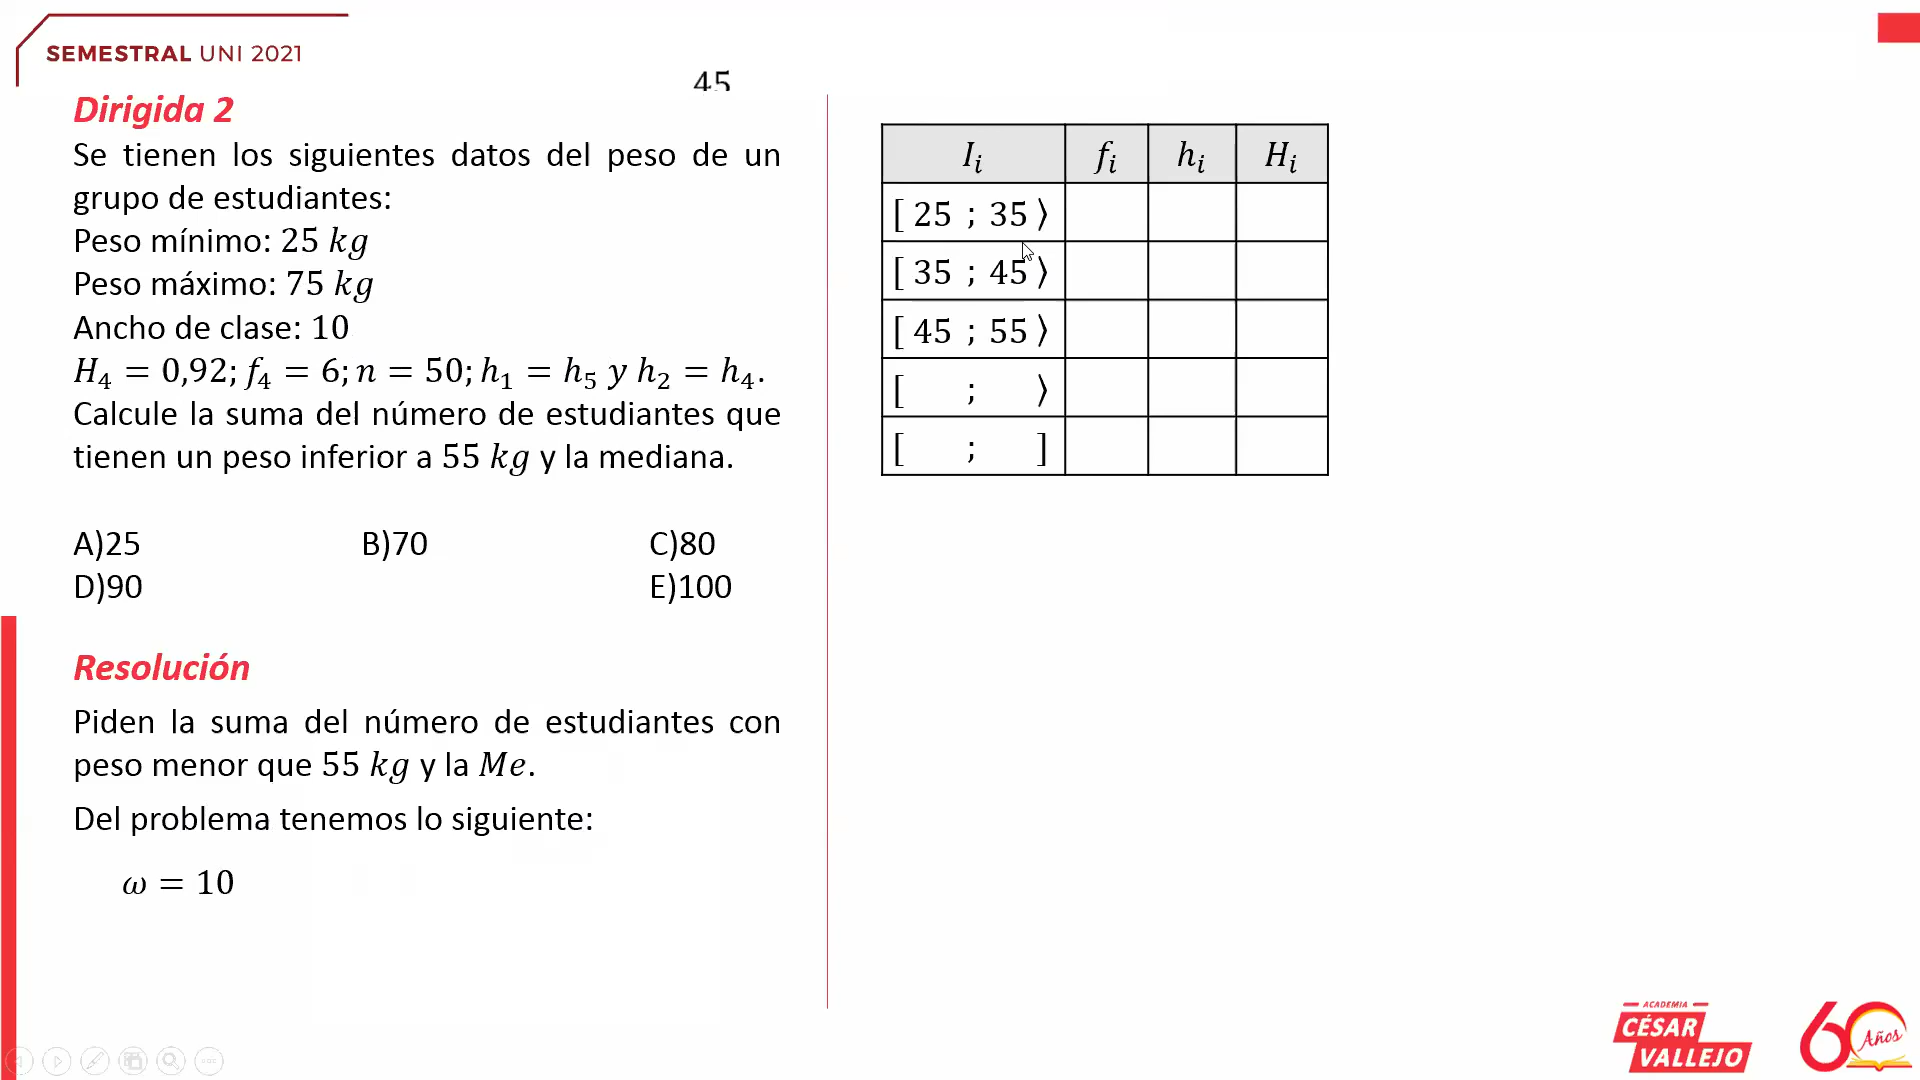 SEMESTRAL UNI 2021
45
Dirigida 2
Se tienen los siguientes datos del peso de un
grupo de estudiantes:
Peso mínimo: 25 kg
Peso máximo: 75 kg
Ancho de clase: 10
H₄ = 0,92; f₄ = 6; n = 50; h₁ = h₅ y h₂ = h₄.
Calcule la suma del número de estudiantes que
tienen un peso inferior a 55 kg y la mediana.
A)25 B)70 C)80
D)90 E)100
Resolución
Piden la suma del número de estudiantes con
peso menor que 55 kg y la Me.
Del problema tenemos lo siguiente:
ω = 10
Iᵢ fᵢ hᵢ Hᵢ
[ 25 ; 35 ⟩
[ 35 ; 45 ⟩
[ 45 ; 55 ⟩
[ ; ⟩
[ ; ]
ACADEMIA
CÉSAR
VALLEJO
60 Años